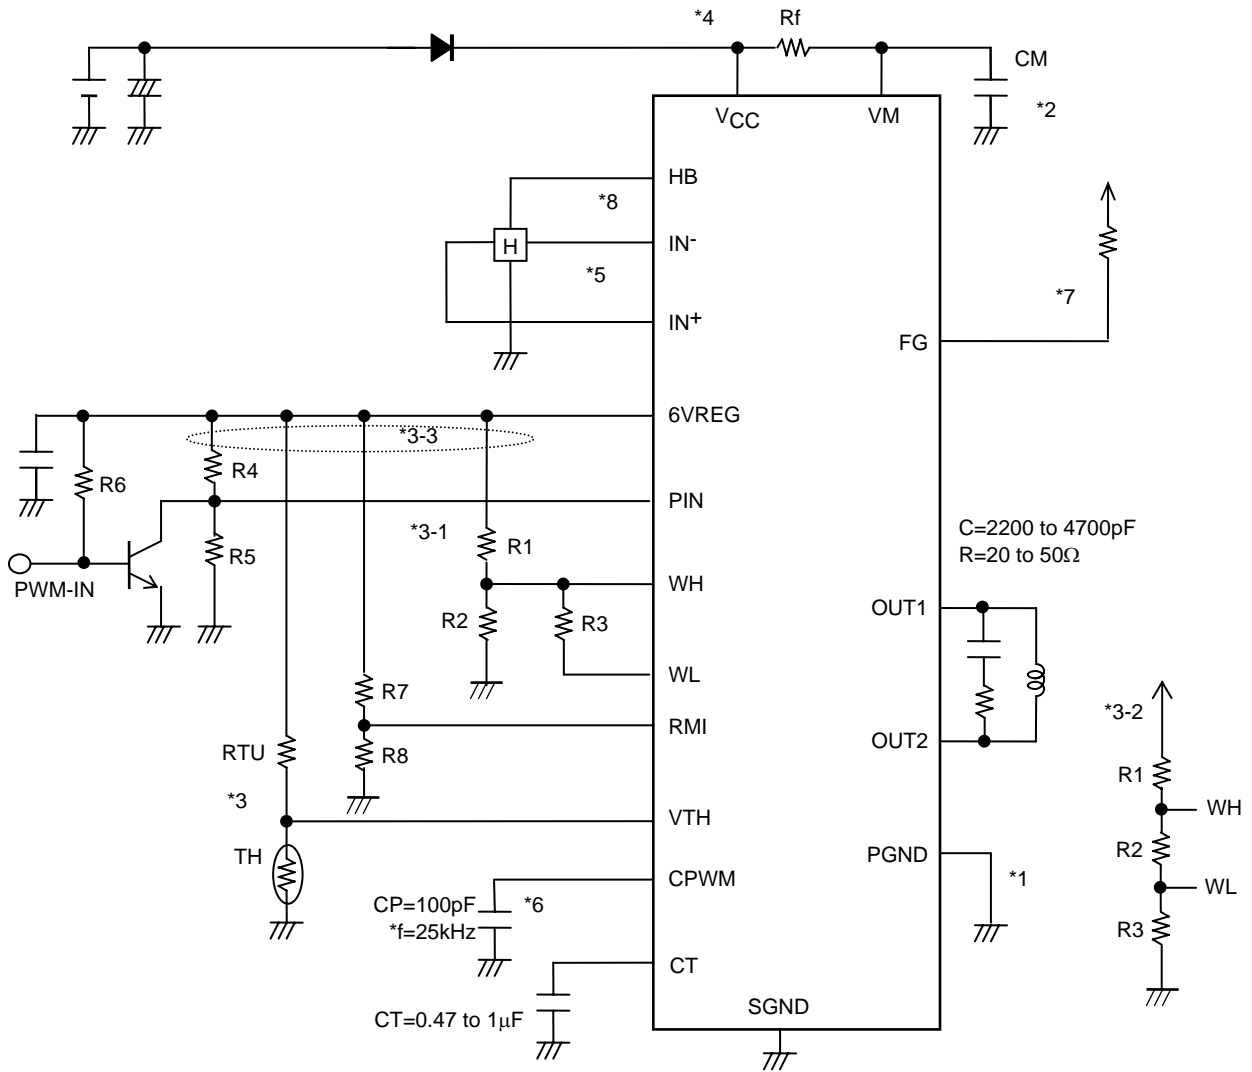 *4
Rf
CM
*2
VCC
VM
HB
*8
H
IN-
*5
IN+
*7
FG
6VREG
*3-3
R4
R6
PIN
*3-1
R1
R5
C=2200 to 4700pF
R=20 to 50Ω
PWM-IN
WH
R2
R3
OUT1
WL
R7
RMI
*3-2
RTU
R8
OUT2
R1
*3
VTH
WH
TH
PGND
R2
CPWM
*1
WL
CP=100pF
*6
*f=25kHz
R3
CT
SGND
CT=0.47 to 1μF